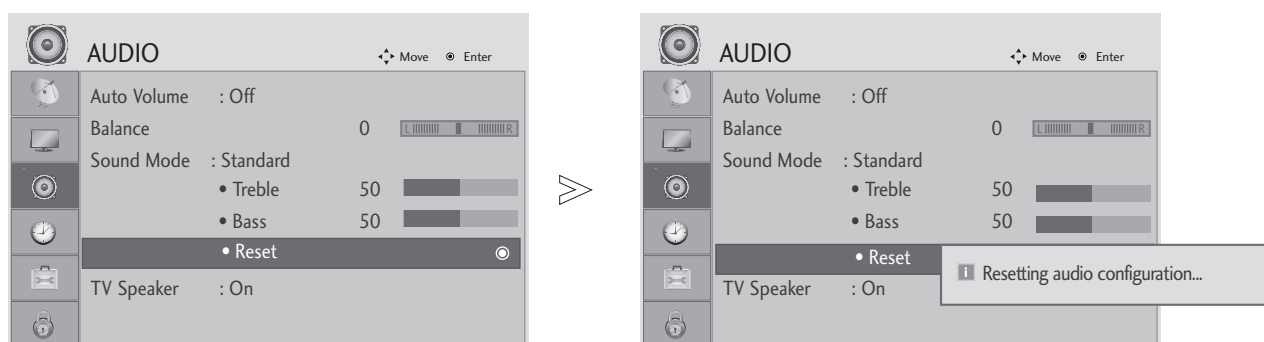 AUDIO
Move Enter
Auto Volume : Off
Balance 0 L R
Sound Mode : Standard
• Treble 50
• Bass 50
• Reset
TV Speaker : On
AUDIO
Move Enter
Auto Volume : Off
Balance 0 L R
Sound Mode : Standard
• Treble 50
• Bass 50
• Reset
i Resetting audio configuration...
TV Speaker : On